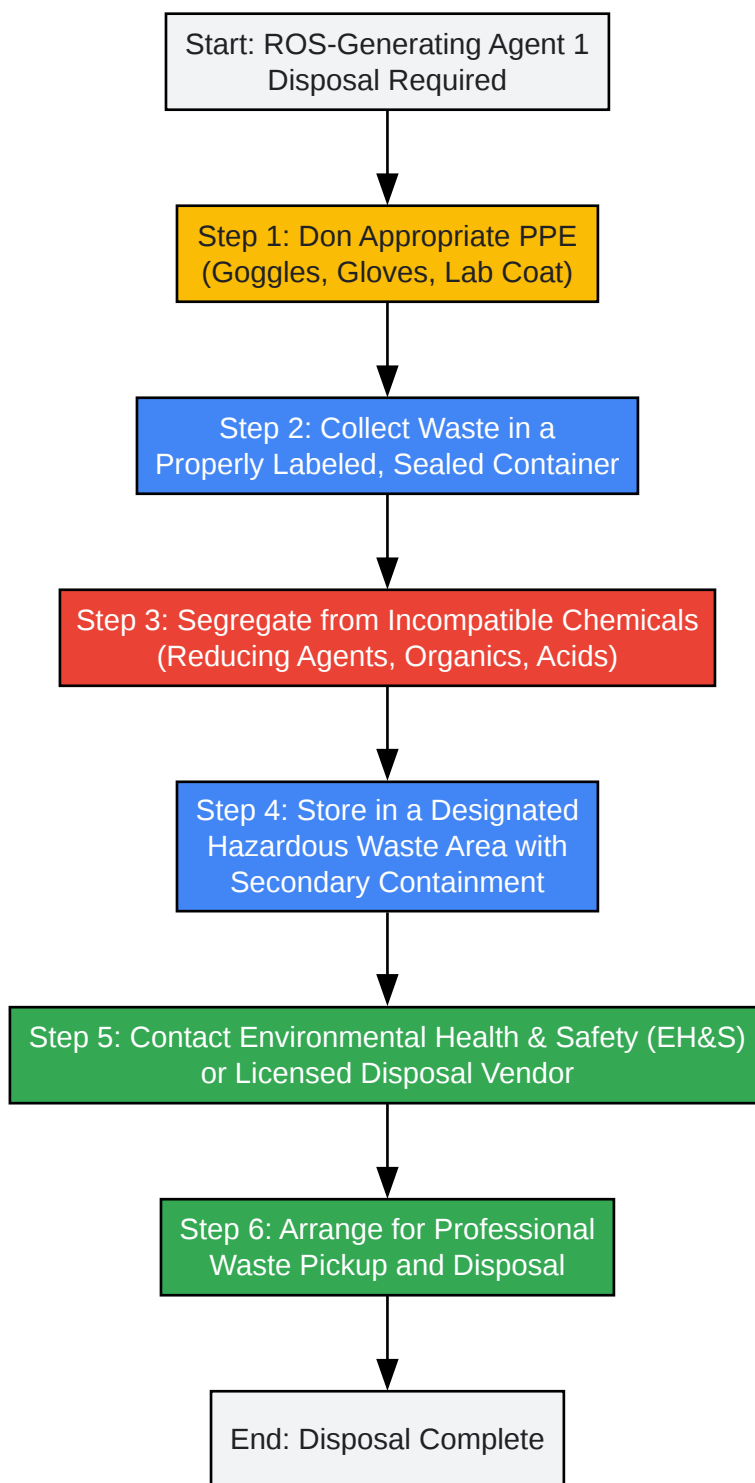 Start: ROS-Generating Agent 1
Disposal Required
Step 1: Don Appropriate PPE
(Goggles, Gloves, Lab Coat)
Step 2: Collect Waste in a
Properly Labeled, Sealed Container
Step 3: Segregate from Incompatible Chemicals
(Reducing Agents, Organics, Acids)
Step 4: Store in a Designated
Hazardous Waste Area with
Secondary Containment
Step 5: Contact Environmental Health & Safety (EH&S)
or Licensed Disposal Vendor
Step 6: Arrange for Professional
Waste Pickup and Disposal
End: Disposal Complete